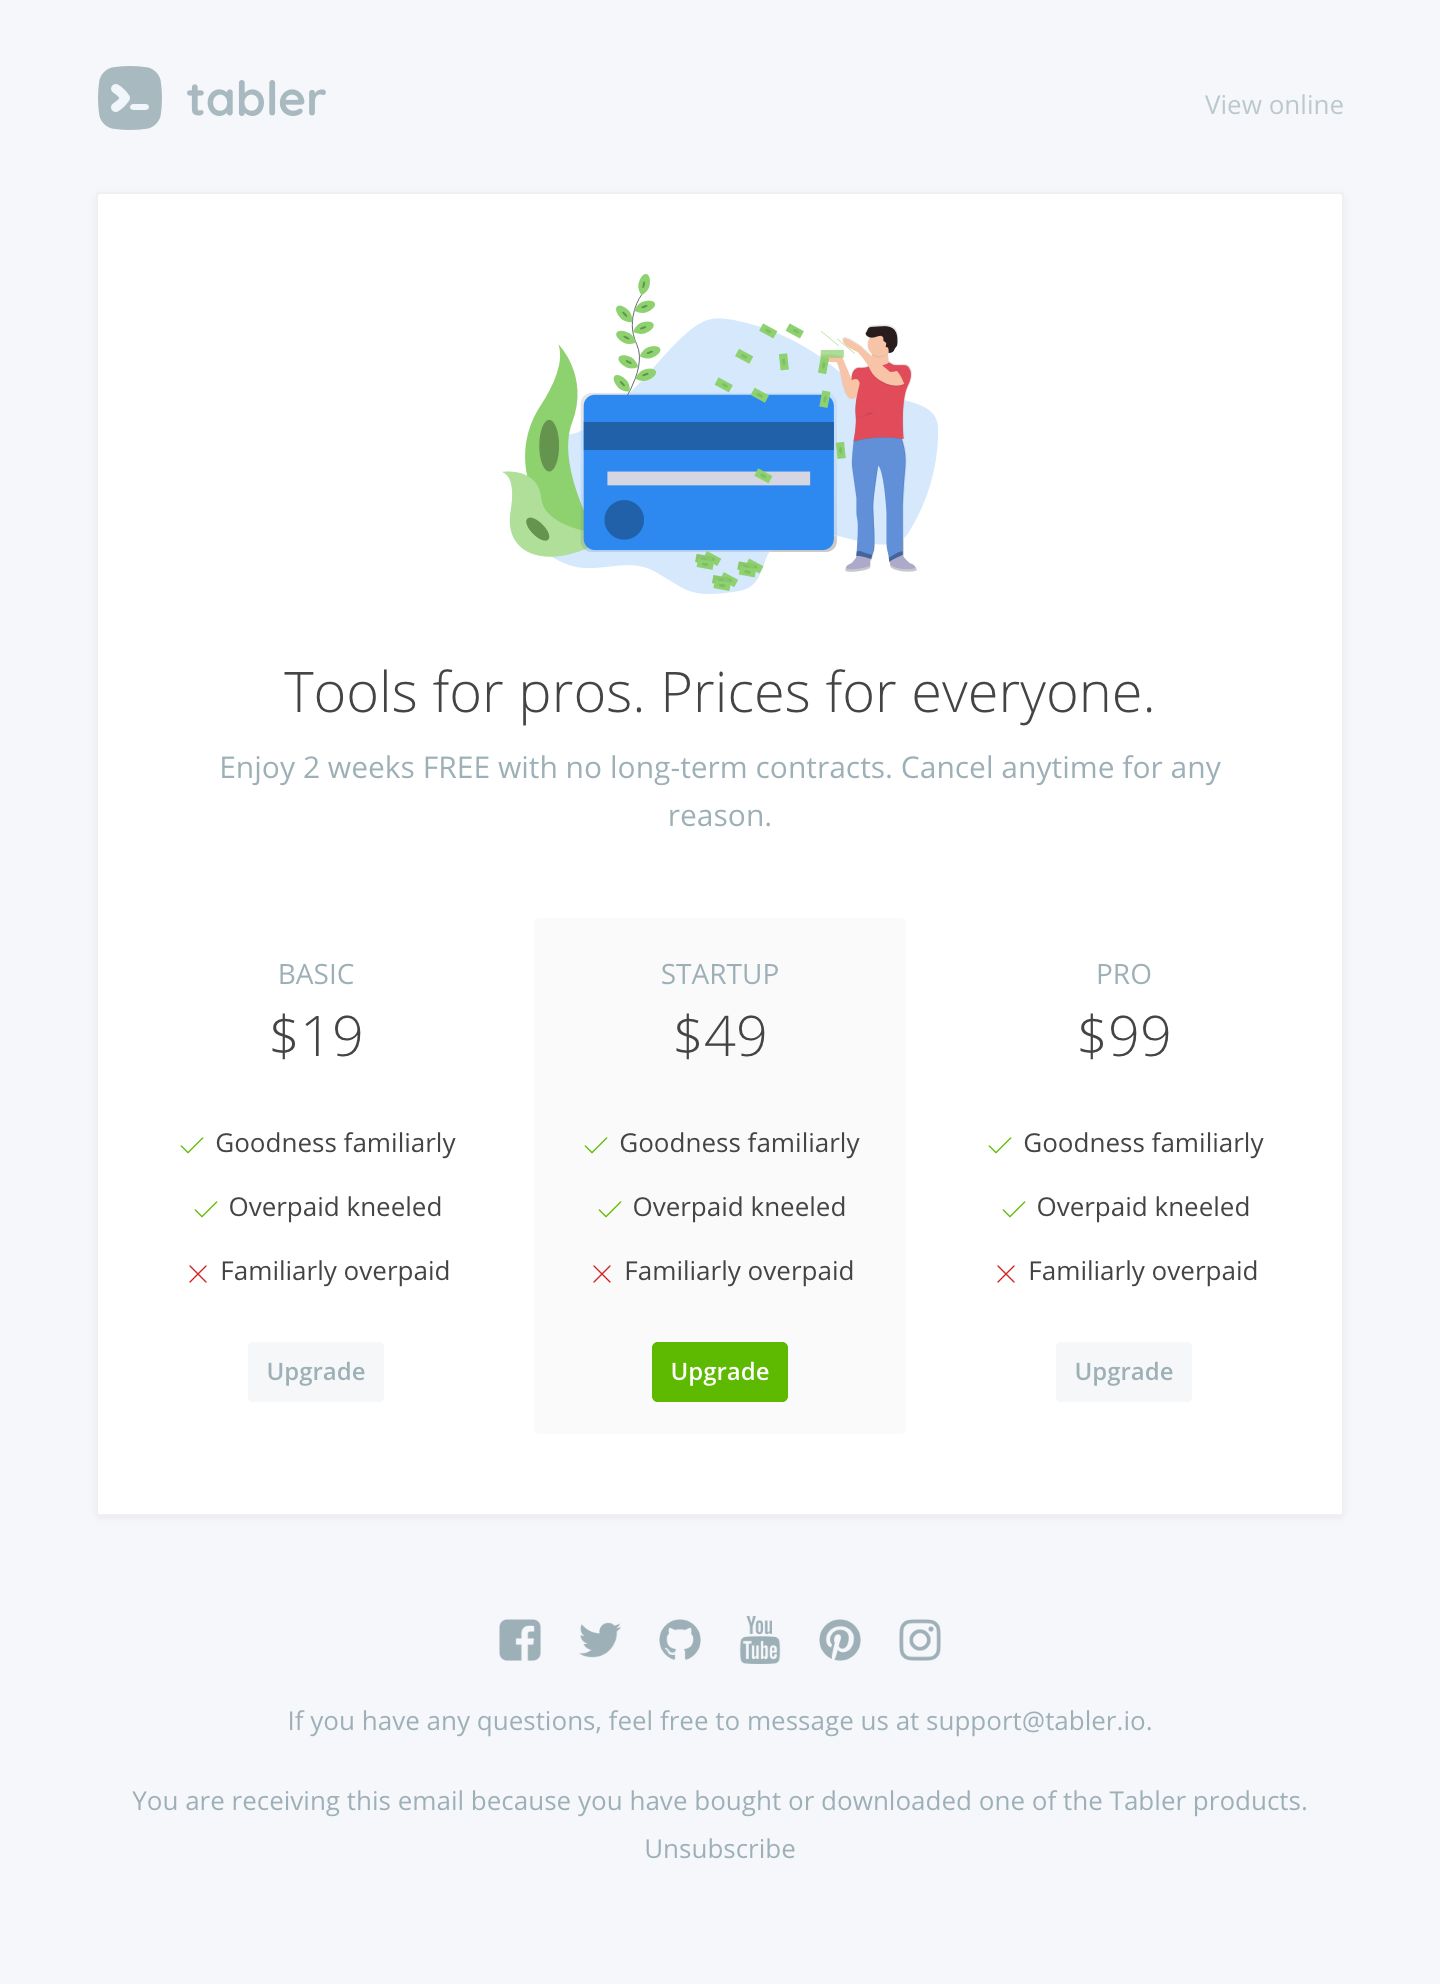 tabler
View online
Tools for pros. Prices for everyone.
Enjoy 2 weeks FREE with no long-term contracts. Cancel anytime for any
reason.
BASIC
$19
Goodness familiarly
Overpaid kneeled
Familiarly overpaid
Upgrade
STARTUP
$49
Goodness familiarly
Overpaid kneeled
Familiarly overpaid
Upgrade
PRO
$99
Goodness familiarly
Overpaid kneeled
Familiarly overpaid
Upgrade
You
Tube
If you have any questions, feel free to message us at support@tabler.io.
You are receiving this email because you have bought or downloaded one of the Tabler products.
Unsubscribe